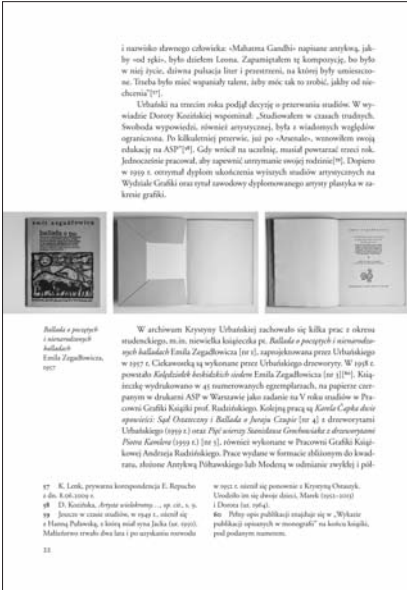 i nazwisko sławnego człowieka: «Mahatma Gandhi» napisane antykwą, jak-
by «od ręki», było dziełem Leona. Zapamiętałem tę kompozycję, bo było
w niej życie, dziwna pulsacja liter i przestrzeni, na której były umieszczo-
ne. Trzeba było mieć wspaniały talent, żeby móc tak to zrobić, jakby od nie-
chcenia”[57].
Urbański na trzecim roku podjął decyzję o przerwaniu studiów. W wy-
wiadzie Doroty Kozińskiej wspominał: „Studiowałem w czasach trudnych.
Swoboda wypowiedzi, również artystycznej, była z wiadomych względów
ograniczona. Po kilkuletniej przerwie, już po «Arsenale», wznowiłem swoją
edukację na ASP”[58]. Gdy wrócił na uczelnię, musiał powtarzać trzeci rok.
Jednocześnie pracował, aby zapewnić utrzymanie swojej rodzinie[59]. Dopiero
w 1959 r. otrzymał dyplom ukończenia wyższych studiów artystycznych na
Wydziale Grafiki oraz tytuł zawodowy dyplomowanego artysty plastyka w za-
kresie grafiki.
emil zegadłowicz
ballada
Ballada o poczętych
i nienarodzonych
balladach
Emila Zegadłowicza,
1957
W archiwum Krystyny Urbańskiej zachowało się kilka prac z okresu
studenckiego, m.in. niewielka książeczka pt. Ballada o poczętych i nienarodzo-
nych balladach Emila Zegadłowicza [nr 1], zaprojektowana przez Urbańskiego
w 1957 r. Ciekawostką są wykonane przez Urbańskiego drzeworyty. W 1958 r.
powstało Kolędziołek beskidzkich siedem Emila Zegadłowicza [nr 3][60]. Ksią-
żeczkę wydrukowano w 45 numerowanych egzemplarzach, na papierze czer-
panym w drukarni ASP w Warszawie jako zadanie na V roku studiów w Pra-
cowni Grafiki Książki prof. Rudzińskiego. Kolejną pracą są Karela Čapka dwie
opowieści: Sąd Ostateczny i Ballada o Juraju Czupie [nr 4] z drzeworytami
Urbańskiego (1959 r.) oraz Pięć wierszy Stanisława Grochowiaka z drzeworytami
Piotra Kamlera (1959 r.) [nr 5], również wykonane w Pracowni Grafiki Książ-
kowej Andrzeja Rudzińskiego. Prace wydane w formacie zbliżonym do kwad-
ratu, złożone Antykwą Półtawskiego lub Modeną w odmianie zwykłej i pół-
57 K. Lenk, prywatna korespondencja E. Repucho
z dn. 8.06.2009 r.
58 D. Kozińska, Artysta wielokrotny…, op. cit., s. 9.
59 Jeszcze w czasie studiów, w 1949 r., ożenił się
z Hanną Puławską, z którą miał syna Jacka (ur. 1950).
Małżeństwo trwało dwa lata i po uzyskaniu rozwodu
w 1952 r. ożenił się ponownie z Krystyną Ostaszyk.
Urodziło im się dwoje dzieci, Marek (1952–2013)
i Dorota (ur. 1964).
60 Pełny opis publikacji znajduje się w „Wykazie
publikacji opisanych w monografii” na końcu książki,
pod podanym numerem.
22